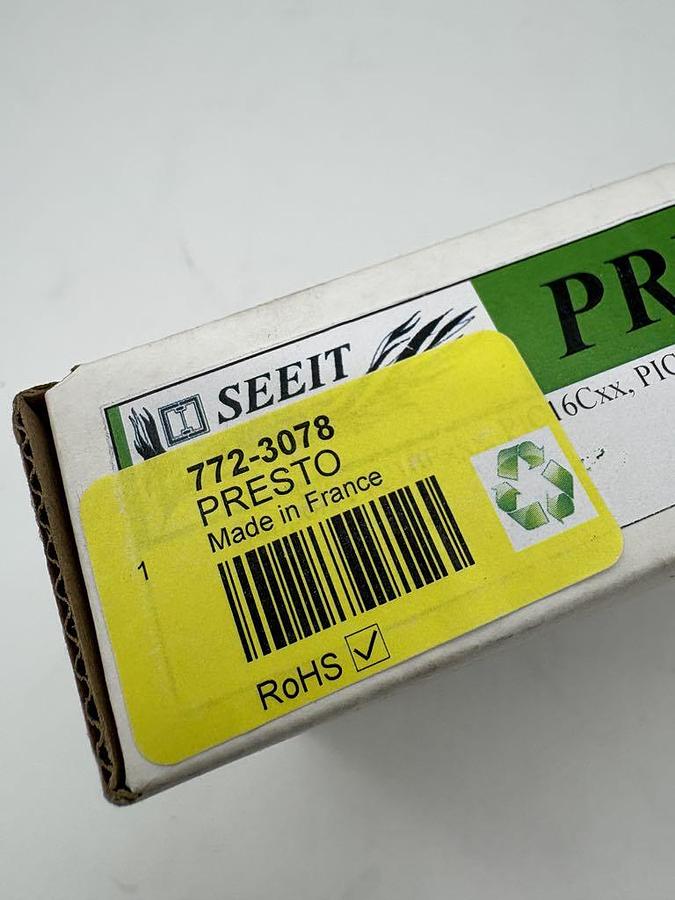 SEEIT
PR
16Cxx, PIC
772-3078
PRESTO
Made in France
1
RoHS